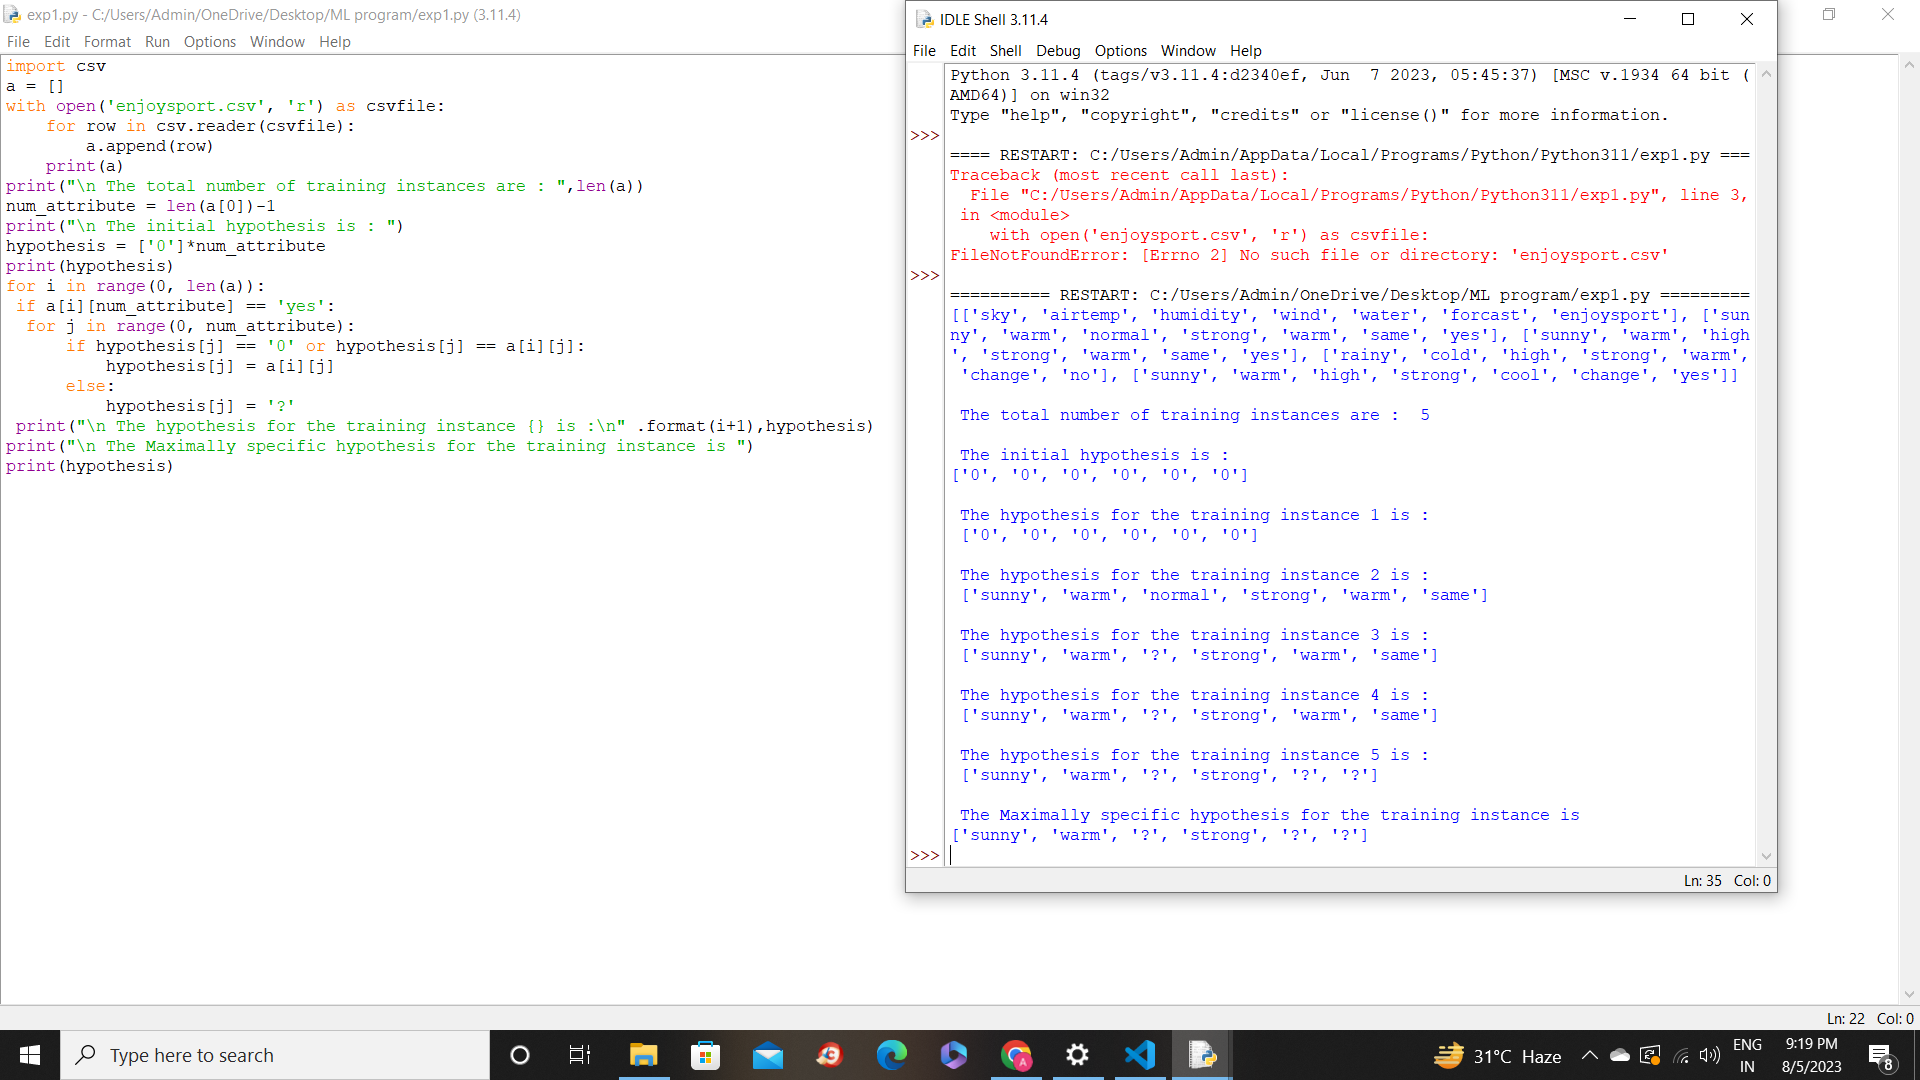 exp1.py - C:/Users/Admin/OneDrive/Desktop/ML program/exp1.py (3.11.4)
File Edit Format Run Options Window Help
import csv
a = []
with open('enjoysport.csv', 'r') as csvfile:
    for row in csv.reader(csvfile):
        a.append(row)
    print(a)
print("\n The total number of training instances are : ",len(a))
num_attribute = len(a[0])-1
print("\n The initial hypothesis is : ")
hypothesis = ['0']*num_attribute
print(hypothesis)
for i in range(0, len(a)):
 if a[i][num_attribute] == 'yes':
  for j in range(0, num_attribute):
      if hypothesis[j] == '0' or hypothesis[j] == a[i][j]:
          hypothesis[j] = a[i][j]
      else:
          hypothesis[j] = '?'
 print("\n The hypothesis for the training instance {} is :\n" .format(i+1),hypothesis)
print("\n The Maximally specific hypothesis for the training instance is ")
print(hypothesis)
Ln: 22 Col: 0
IDLE Shell 3.11.4
File Edit Shell Debug Options Window Help
Python 3.11.4 (tags/v3.11.4:d2340ef, Jun  7 2023, 05:45:37) [MSC v.1934 64 bit (
AMD64)] on win32
Type "help", "copyright", "credits" or "license()" for more information.
>>>
==== RESTART: C:/Users/Admin/AppData/Local/Programs/Python/Python311/exp1.py ===
Traceback (most recent call last):
  File "C:/Users/Admin/AppData/Local/Programs/Python/Python311/exp1.py", line 3,
 in <module>
    with open('enjoysport.csv', 'r') as csvfile:
FileNotFoundError: [Errno 2] No such file or directory: 'enjoysport.csv'
>>>
========== RESTART: C:/Users/Admin/OneDrive/Desktop/ML program/exp1.py =========
[['sky', 'airtemp', 'humidity', 'wind', 'water', 'forcast', 'enjoysport'], ['sun
ny', 'warm', 'normal', 'strong', 'warm', 'same', 'yes'], ['sunny', 'warm', 'high
', 'strong', 'warm', 'same', 'yes'], ['rainy', 'cold', 'high', 'strong', 'warm',
 'change', 'no'], ['sunny', 'warm', 'high', 'strong', 'cool', 'change', 'yes']]
 The total number of training instances are :  5
 The initial hypothesis is :
['0', '0', '0', '0', '0', '0']
 The hypothesis for the training instance 1 is :
 ['0', '0', '0', '0', '0', '0']
 The hypothesis for the training instance 2 is :
 ['sunny', 'warm', 'normal', 'strong', 'warm', 'same']
 The hypothesis for the training instance 3 is :
 ['sunny', 'warm', '?', 'strong', 'warm', 'same']
 The hypothesis for the training instance 4 is :
 ['sunny', 'warm', '?', 'strong', 'warm', 'same']
 The hypothesis for the training instance 5 is :
 ['sunny', 'warm', '?', 'strong', '?', '?']
 The Maximally specific hypothesis for the training instance is
['sunny', 'warm', '?', 'strong', '?', '?']
>>>
Ln: 35 Col: 0
Type here to search
31°C Haze
ENG
IN
9:19 PM
8/5/2023
8